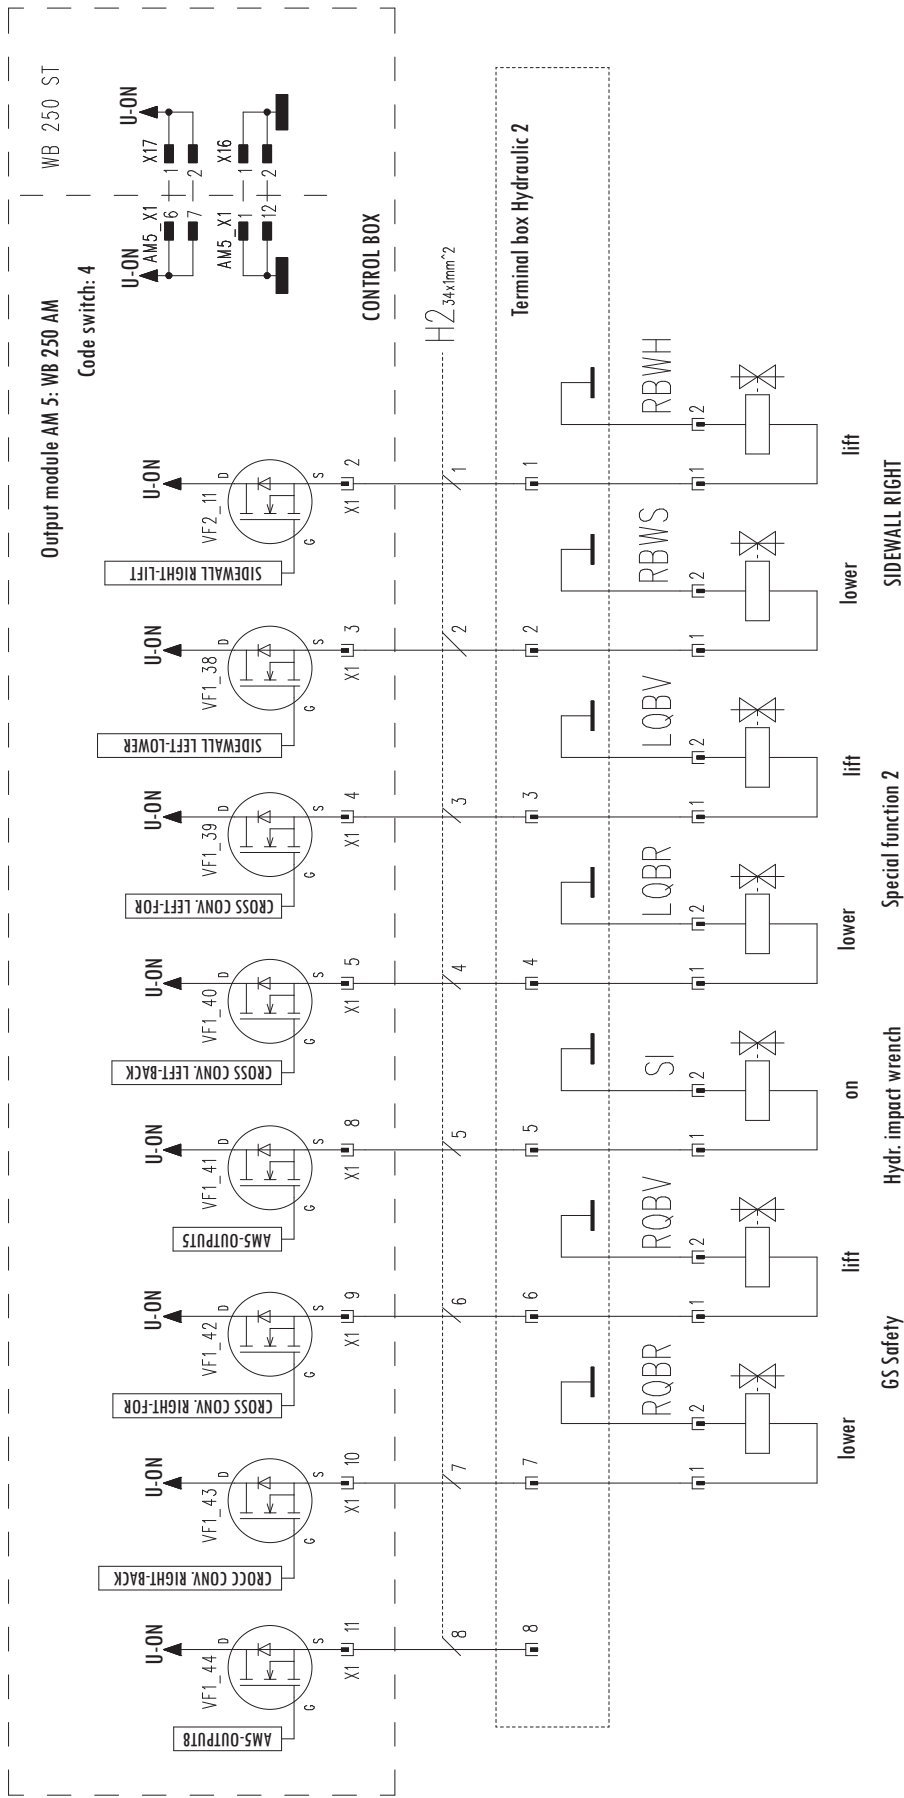 WB 250 ST
U-ON
X17
1
2
X16
1
2
U-ON
AM5_X1
6
7
AM5_X1
1
12
Output module AM 5: WB 250 AM
Code switch: 4
CONTROL BOX
H2 34x1mm^2
Terminal box Hydraulic 2
U-ON
D
VF2_11
S
G
SIDEWALL RIGHT-LIFT
X1
2
1
1
1
2
RBWH
lift
U-ON
D
VF1_38
S
G
SIDEWALL LEFT-LOWER
X1
3
2
2
1
2
RBWS
lower
SIDEWALL RIGHT
U-ON
D
VF1_39
S
G
CROSS CONV. LEFT-FOR
X1
4
3
3
1
2
LQBV
lift
U-ON
D
VF1_40
S
G
CROSS CONV. LEFT-BACK
X1
5
4
4
1
2
LQBR
lower
Special function 2
U-ON
D
VF1_41
S
G
AM5-OUTPUT5
X1
8
5
5
1
2
SI
on
Hydr. impact wrench
U-ON
D
VF1_42
S
G
CROSS CONV. RIGHT-FOR
X1
9
6
6
1
2
RQBV
lift
U-ON
D
VF1_43
S
G
CROCC CONV. RIGHT-BACK
X1
10
7
7
1
2
RQBR
lower
GS Safety
U-ON
D
VF1_44
S
G
AM5-OUTPUT8
X1
11
8
8